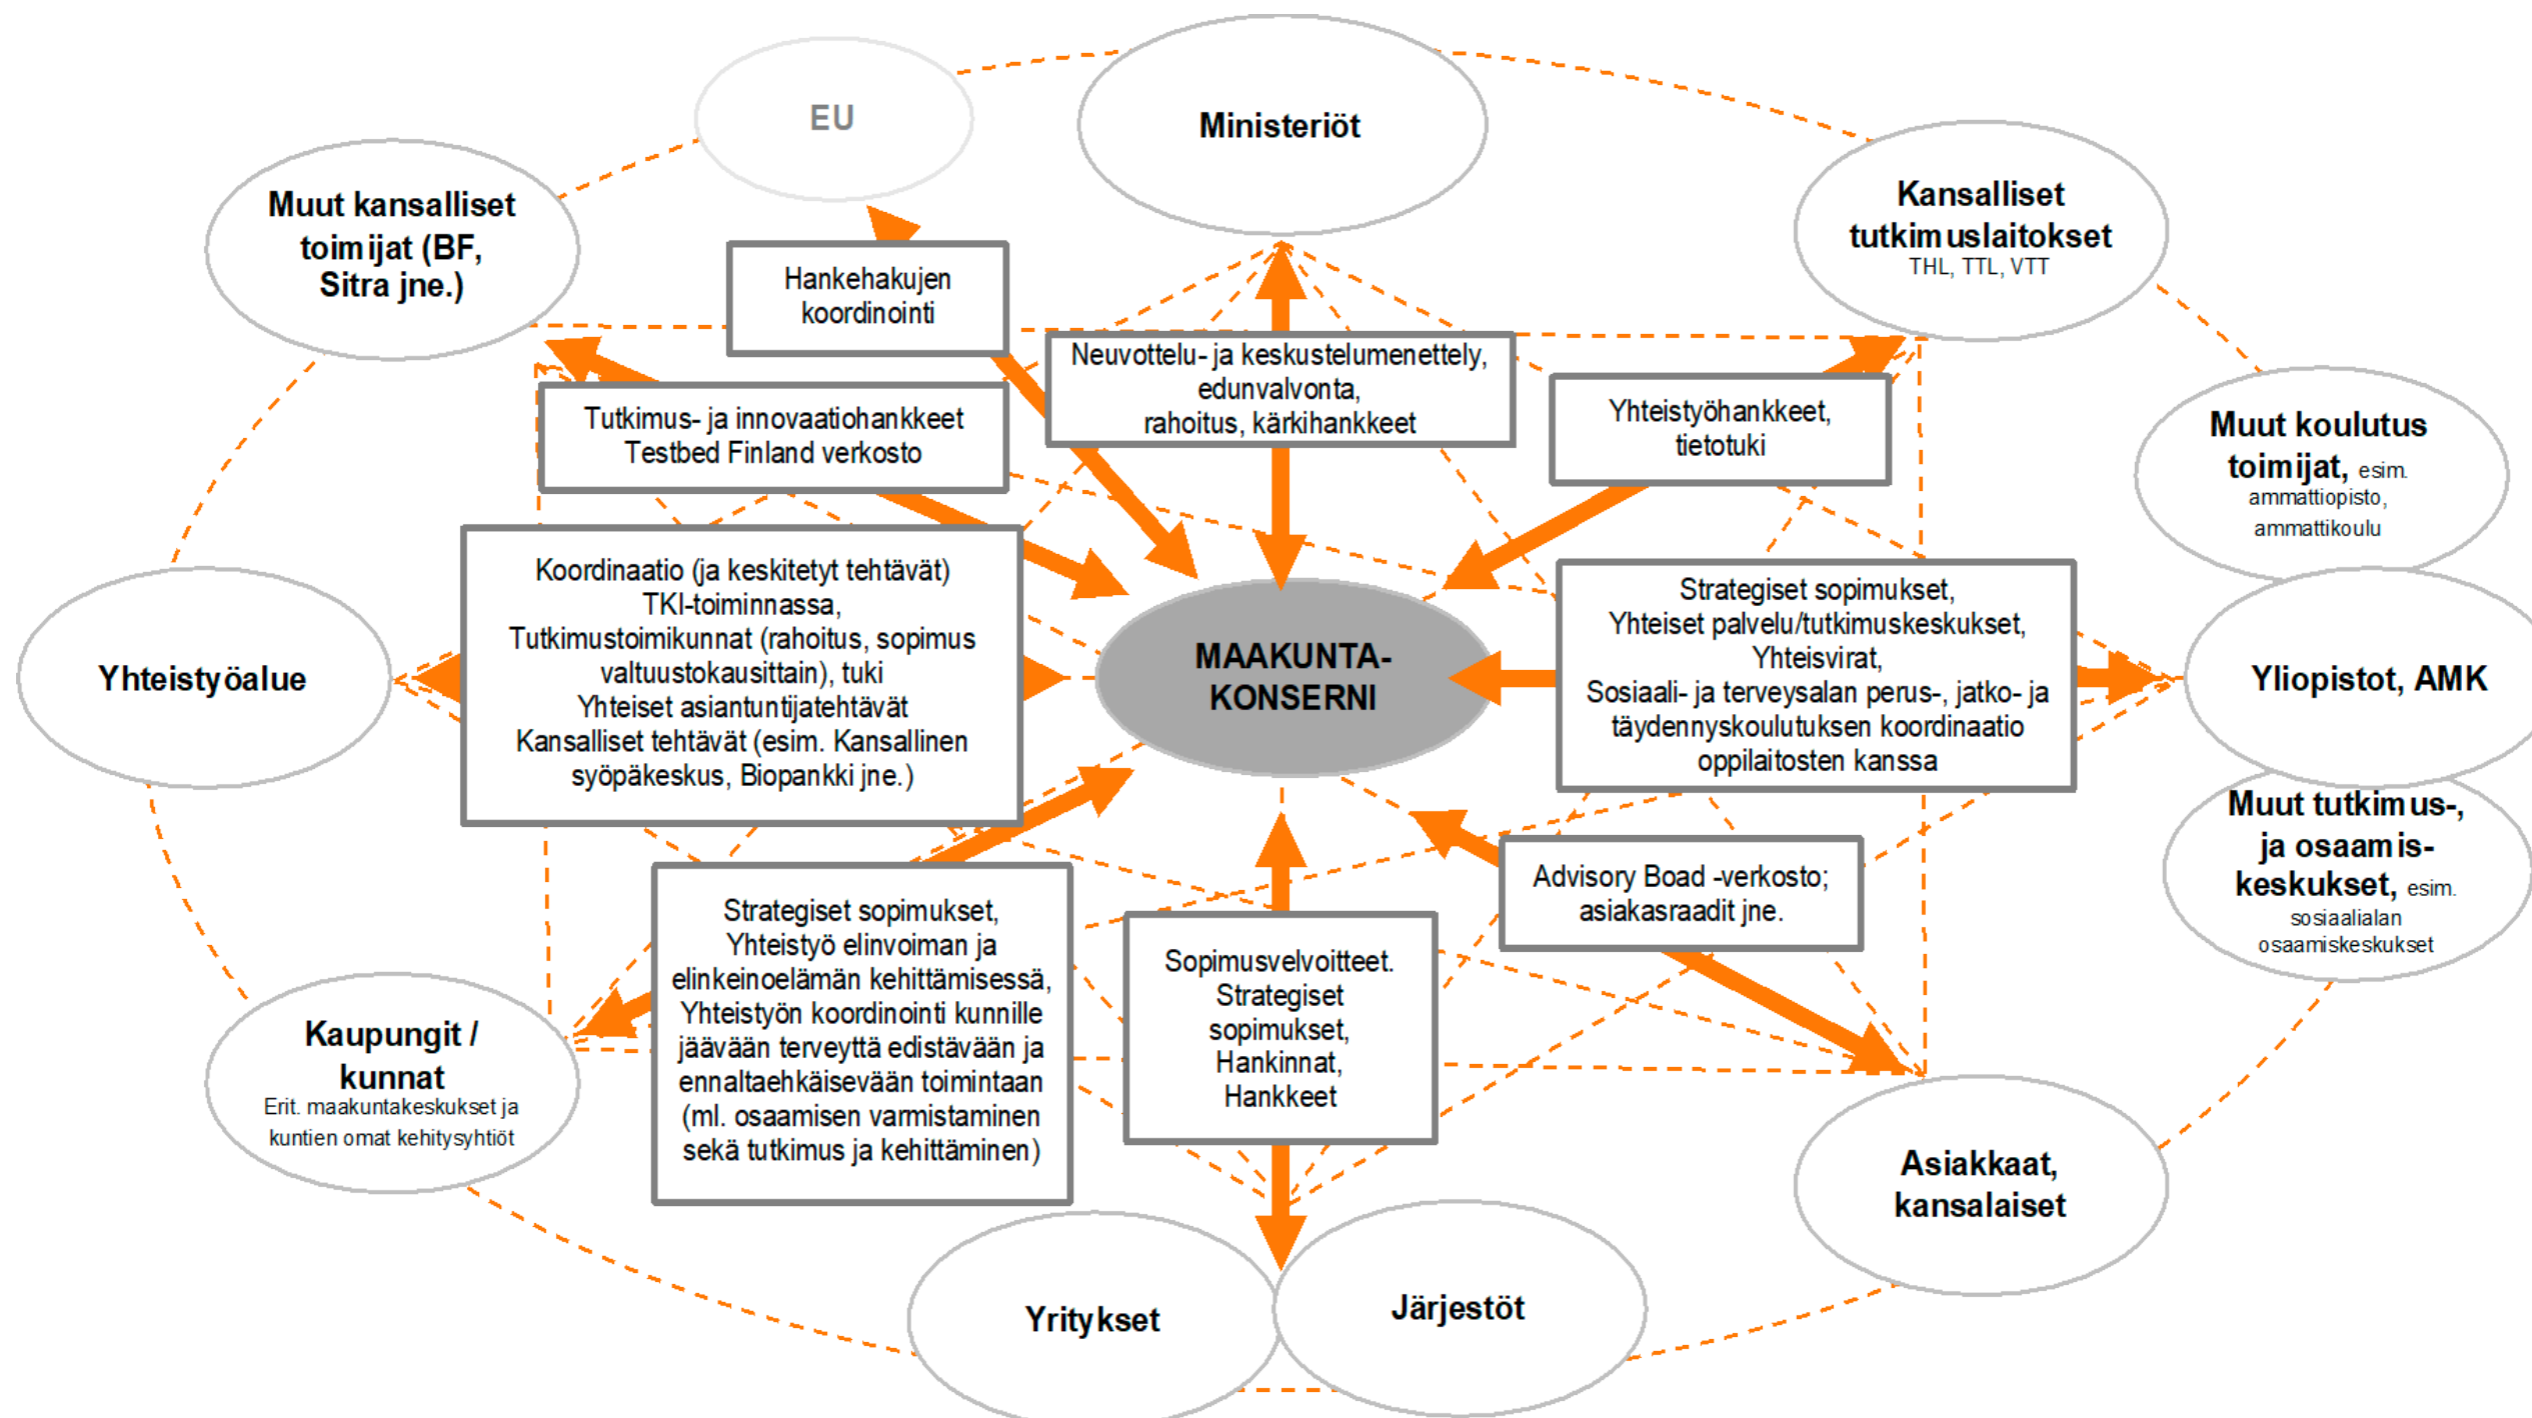 EU
Ministeriöt
Muut kansalliset
toimijat (BF,
Sitra jne.)
Kansalliset
tutkimuslaitokset
THL, TTL, VTT
Hankehakujen
koordinointi
Neuvottelu- ja keskustelumenettely,
edunvalvonta,
rahoitus, kärkihankkeet
Tutkimus- ja innovaatiohankkeet
Testbed Finland verkosto
Yhteistyöhankkeet,
tietotuki
Muut koulutus
toimijat, esim.
ammattiopisto,
ammattikoulu
Yhteistyöalue
Koordinaatio (ja keskitetyt tehtävät)
TKI-toiminnassa,
Tutkimustoimikunnat (rahoitus, sopimus
valtuustokausittain), tuki
Yhteiset asiantuntijatehtävät
Kansalliset tehtävät (esim. Kansallinen
syöpäkeskus, Biopankki jne.)
MAAKUNTA-
KONSERNI
Strategiset sopimukset,
Yhteiset palvelu/tutkimuskeskukset,
Yhteisvirat,
Sosiaali- ja terveysalan perus-, jatko- ja
täydennyskoulutuksen koordinaatio
oppilaitosten kanssa
Yliopistot, AMK
Muut tutkimus-,
ja osaamis-
keskukset, esim.
sosiaalialan
osaamiskeskukset
Kaupungit /
kunnat
Erit. maakuntakeskukset ja
kuntien omat kehitysyhtiöt
Strategiset sopimukset,
Yhteistyö elinvoiman ja
elinkeinoelämän kehittämisessä,
Yhteistyön koordinointi kunnille
jäävään terveyttä edistävään ja
ennaltaehkäisevään toimintaan
(ml. osaamisen varmistaminen
sekä tutkimus ja kehittäminen)
Sopimusvelvoitteet.
Strategiset
sopimukset,
Hankinnat,
Hankkeet
Advisory Boad -verkosto;
asiakasraadit jne.
Asiakkaat,
kansalaiset
Yritykset
Järjestöt